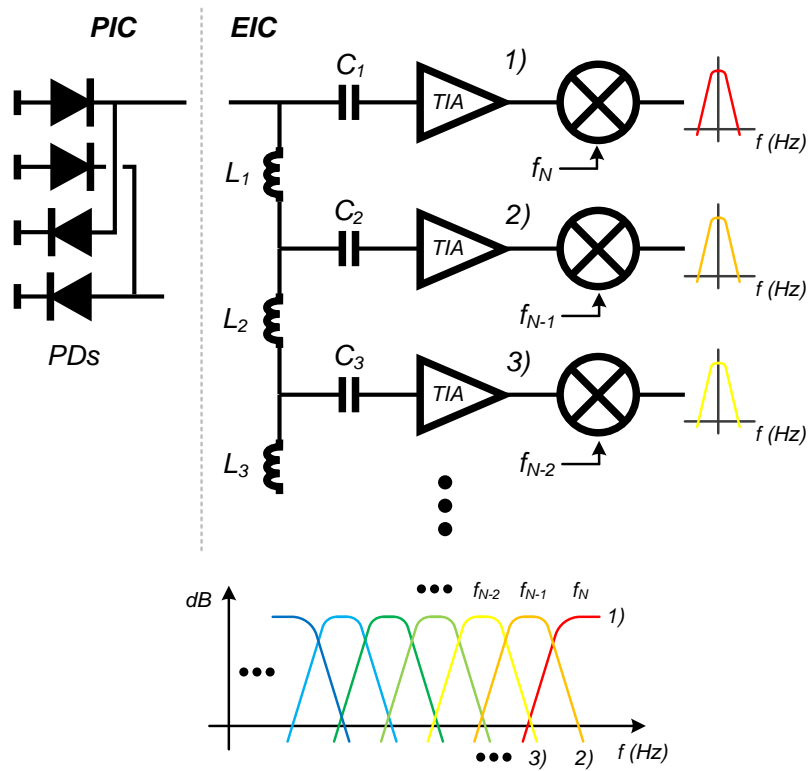 PIC
EIC
C1
TIA
1)
fN
f (Hz)
L1
C2
TIA
2)
fN-1
f (Hz)
L2
PDs
C3
TIA
3)
fN-2
f (Hz)
L3
dB
fN-2
fN-1
fN
1)
3)
2)
f (Hz)